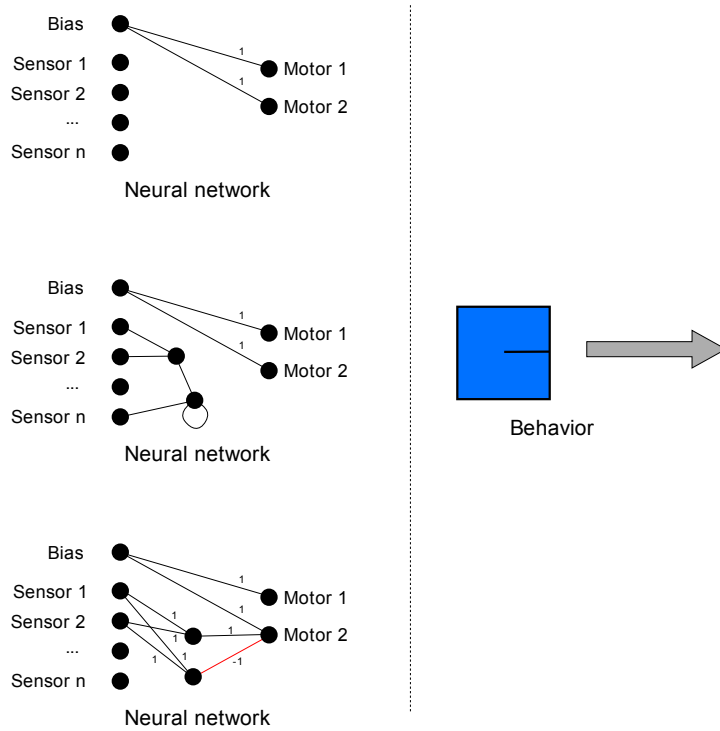 Bias
1
Motor 1
Sensor 1
1
Sensor 2
Motor 2
...
Sensor n
Neural network
Bias
1
Motor 1
Sensor 1
1
Sensor 2
Motor 2
...
Sensor n
Neural network
Behavior
Bias
1
Motor 1
Sensor 1
1
1
Sensor 2
1
1
Motor 2
...
1
1
-1
Sensor n
Neural network